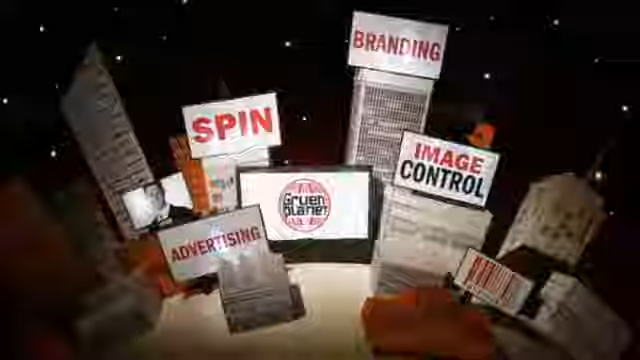 BRANDING
SPIN
IMAGE
CONTROL
Gruen
planet
ADVERTISING